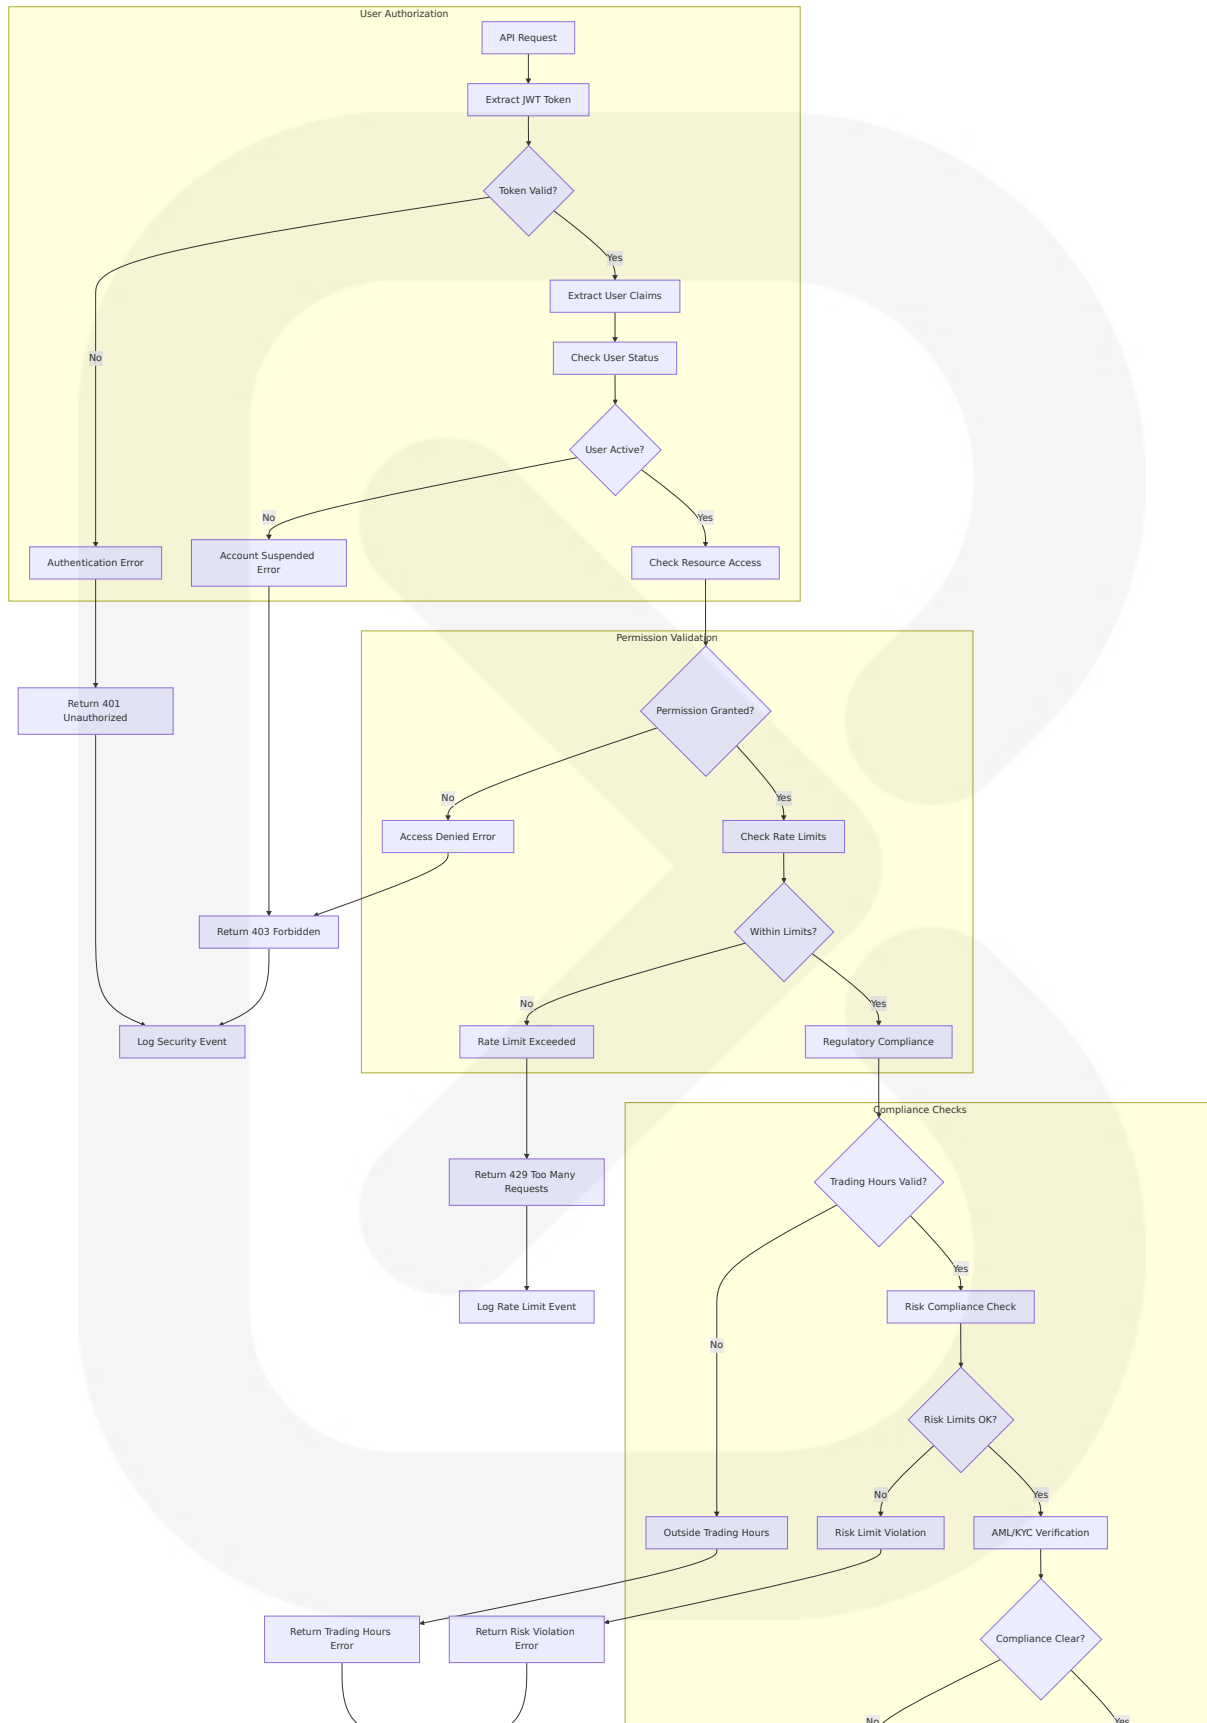 User Authorization
API Request
Extract JWT Token
Token Valid?
Yes
Extract User Claims
Check User Status
No
User Active?
No
Yes
Authentication Error
Account Suspended
Error
Check Resource Access
Permission Validation
Return 401
Unauthorized
Permission Granted?
No
Yes
Access Denied Error
Check Rate Limits
Return 403 Forbidden
Within Limits?
No
Yes
Log Security Event
Rate Limit Exceeded
Regulatory Compliance
Compliance Checks
Return 429 Too Many
Requests
Trading Hours Valid?
Yes
Log Rate Limit Event
Risk Compliance Check
No
Risk Limits OK?
No
Yes
Outside Trading Hours
Risk Limit Violation
AML/KYC Verification
Return Trading Hours
Error
Return Risk Violation
Error
Compliance Clear?
No
Yes